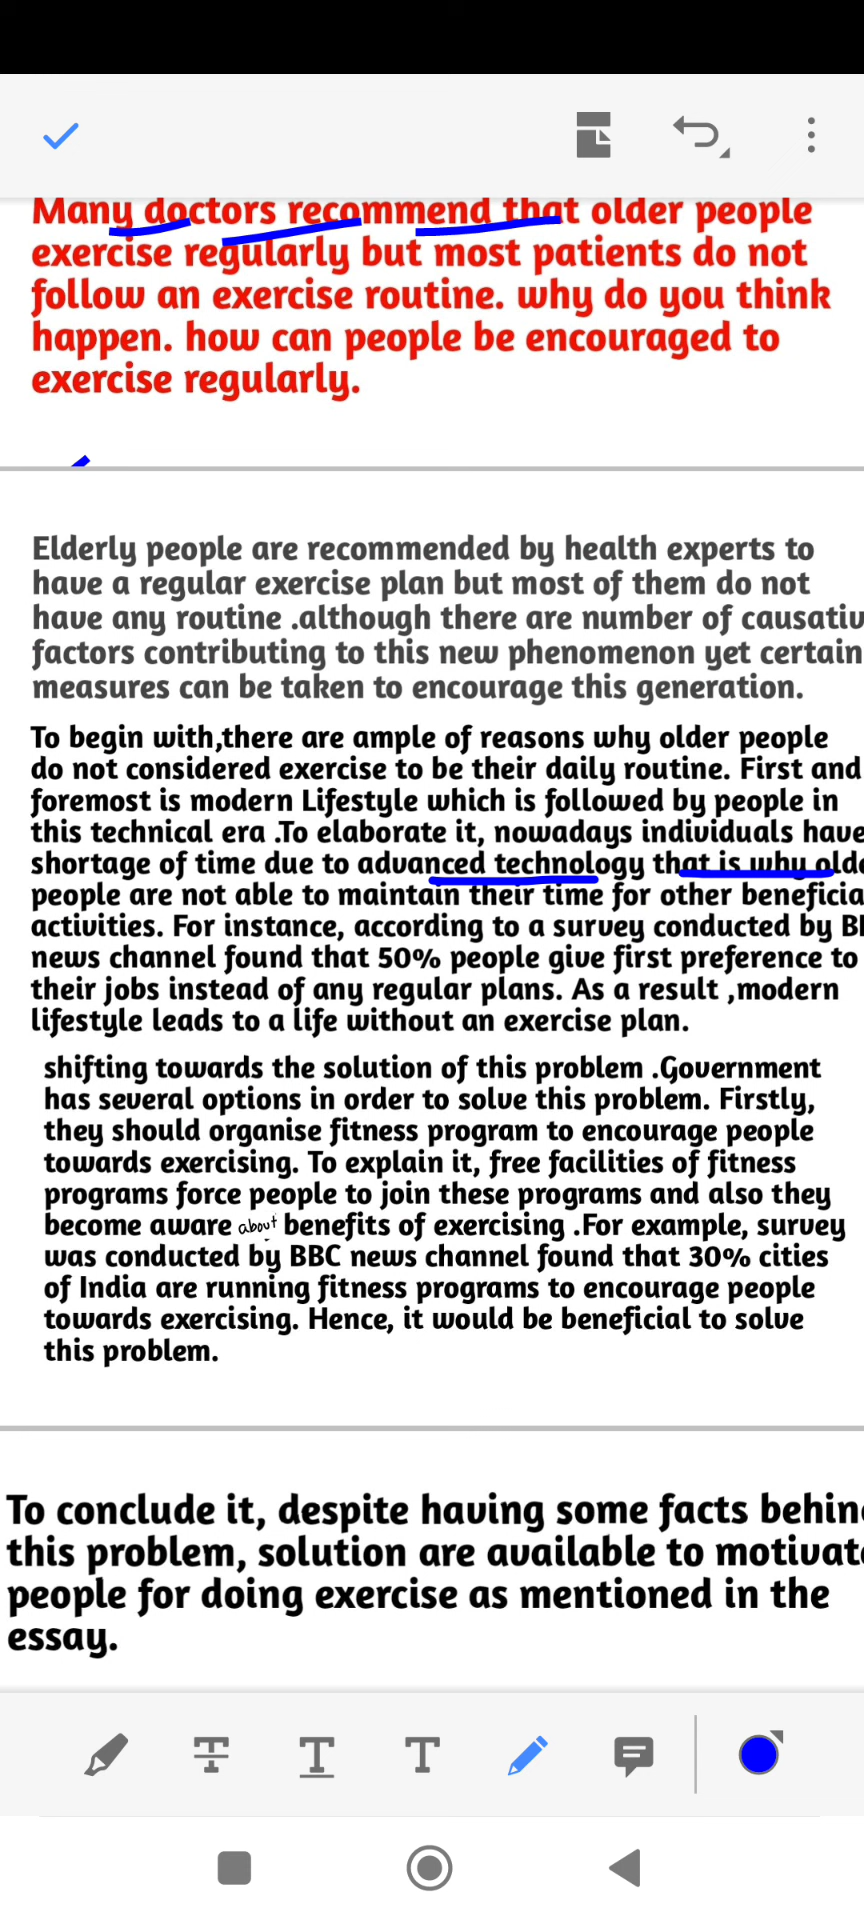 Many doctors recommend that older people
exercise regularly but most patients do not
follow an exercise routine. why do you think
happen. how can people be encouraged to
exercise regularly.
Elderly people are recommended by health experts to
have a regular exercise plan but most of them do not
have any routine .although there are number of causativ
factors contributing to this new phenomenon yet certain
measures can be taken to encourage this generation.
To begin with,there are ample of reasons why older people
do not considered exercise to be their daily routine. First and
foremost is modern Lifestyle which is followed by people in
this technical era .To elaborate it, nowadays individuals have
shortage of time due to advanced technology that is why olde
people are not able to maintain their time for other beneficia
activities. For instance, according to a survey conducted by B
news channel found that 50% people give first preference to
their jobs instead of any regular plans. As a result ,modern
lifestyle leads to a life without an exercise plan.
shifting towards the solution of this problem .Government
has several options in order to solve this problem. Firstly,
they should organise fitness program to encourage people
towards exercising. To explain it, free facilities of fitness
programs force people to join these programs and also they
become aware about benefits of exercising .For example, survey
was conducted by BBC news channel found that 30% cities
of India are running fitness programs to encourage people
towards exercising. Hence, it would be beneficial to solve
this problem.
To conclude it, despite having some facts behin
this problem, solution are available to motivat
people for doing exercise as mentioned in the
essay.